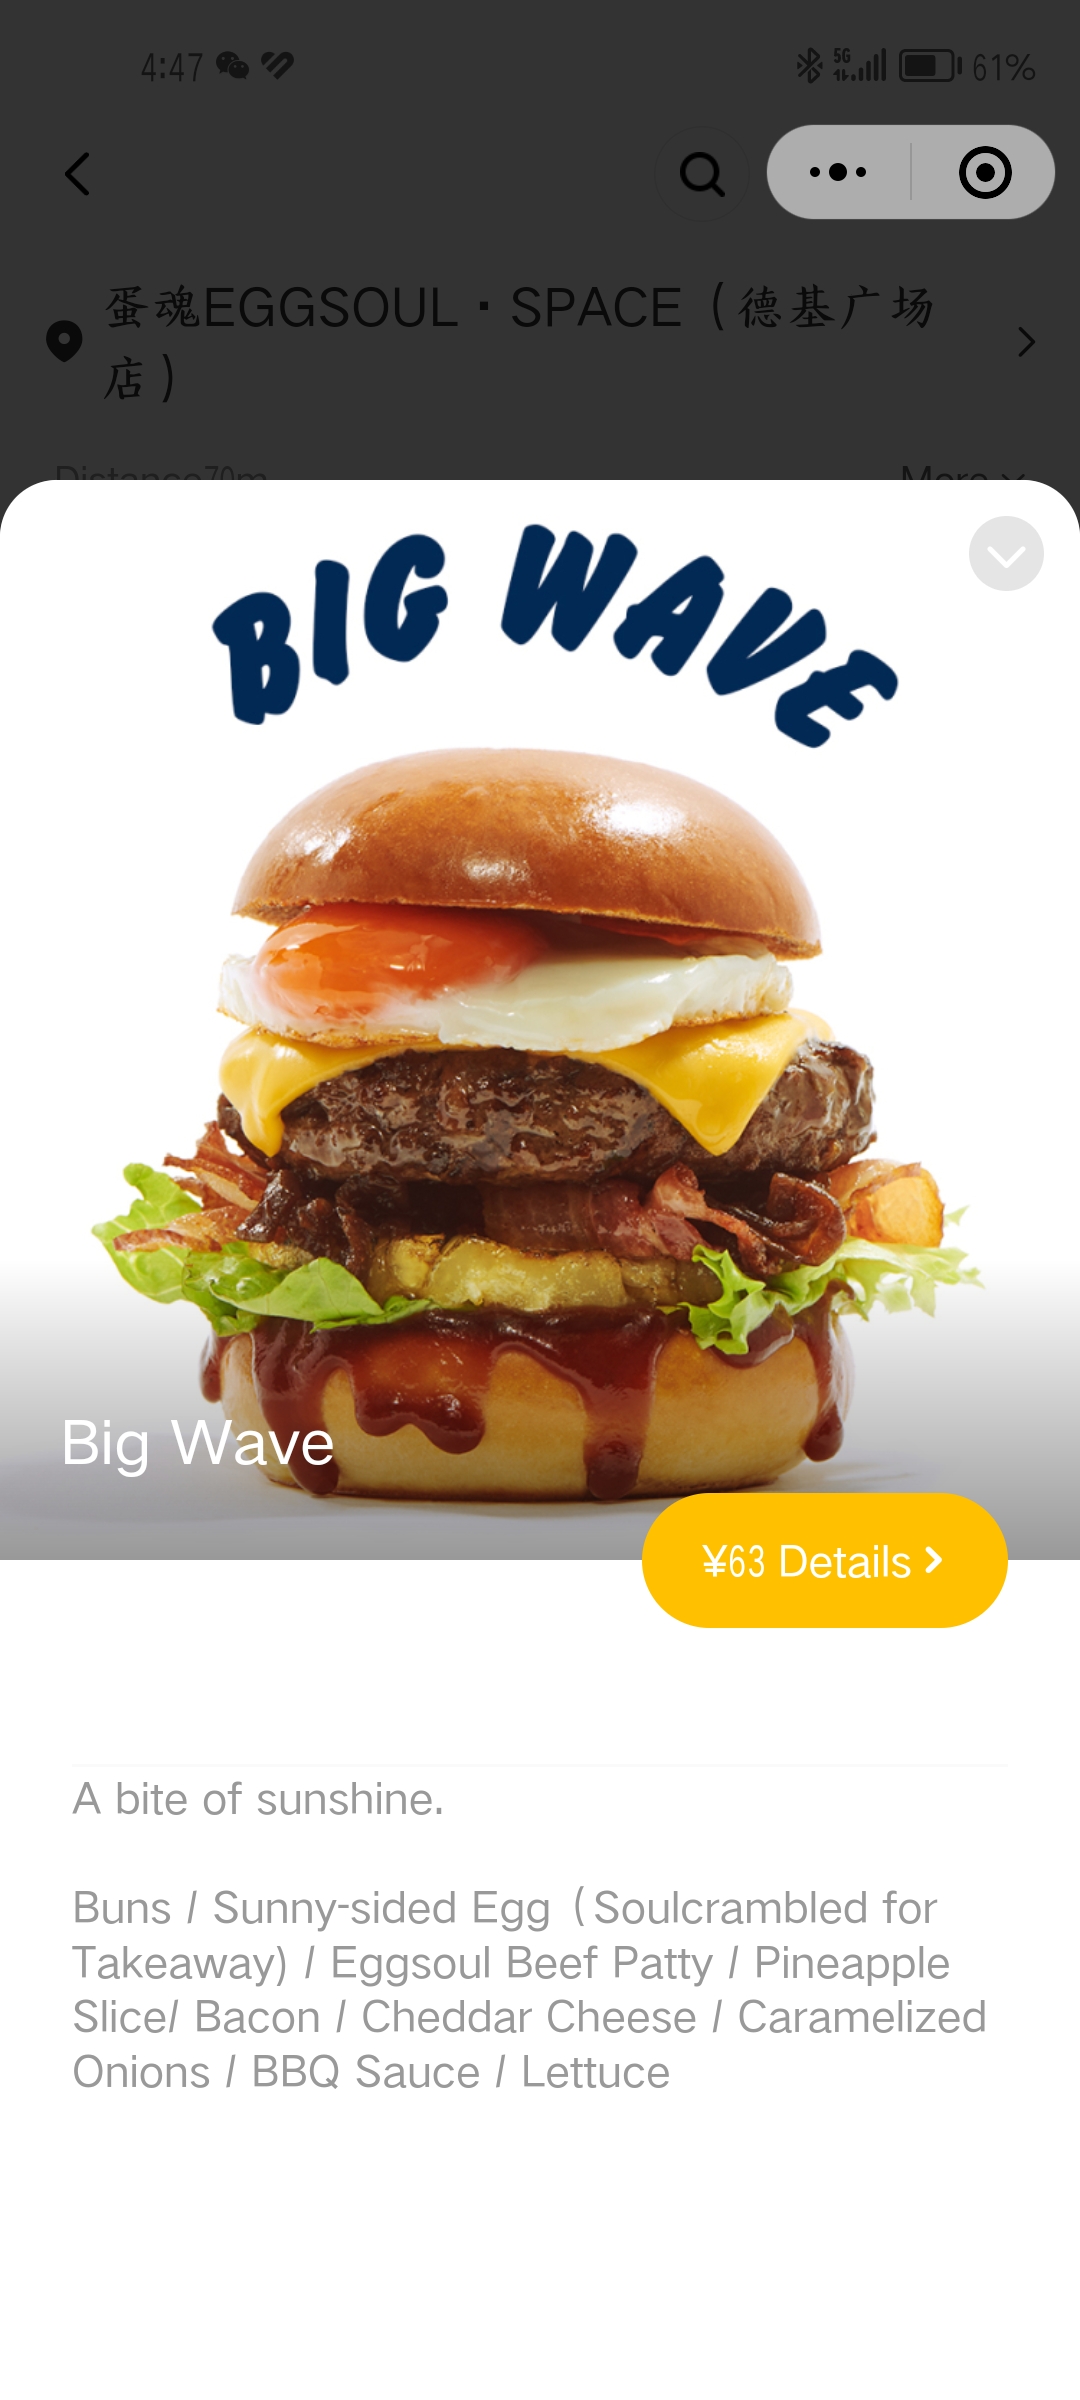 4:47
5G
61%
蛋魂EGGSOUL · SPACE（德基广场
店）
Distance70m
More
BIG WAVE
Big Wave
¥63 Details
A bite of sunshine.
Buns / Sunny-sided Egg（Soulcrambled for
Takeaway) / Eggsoul Beef Patty / Pineapple
Slice/ Bacon / Cheddar Cheese / Caramelized
Onions / BBQ Sauce / Lettuce